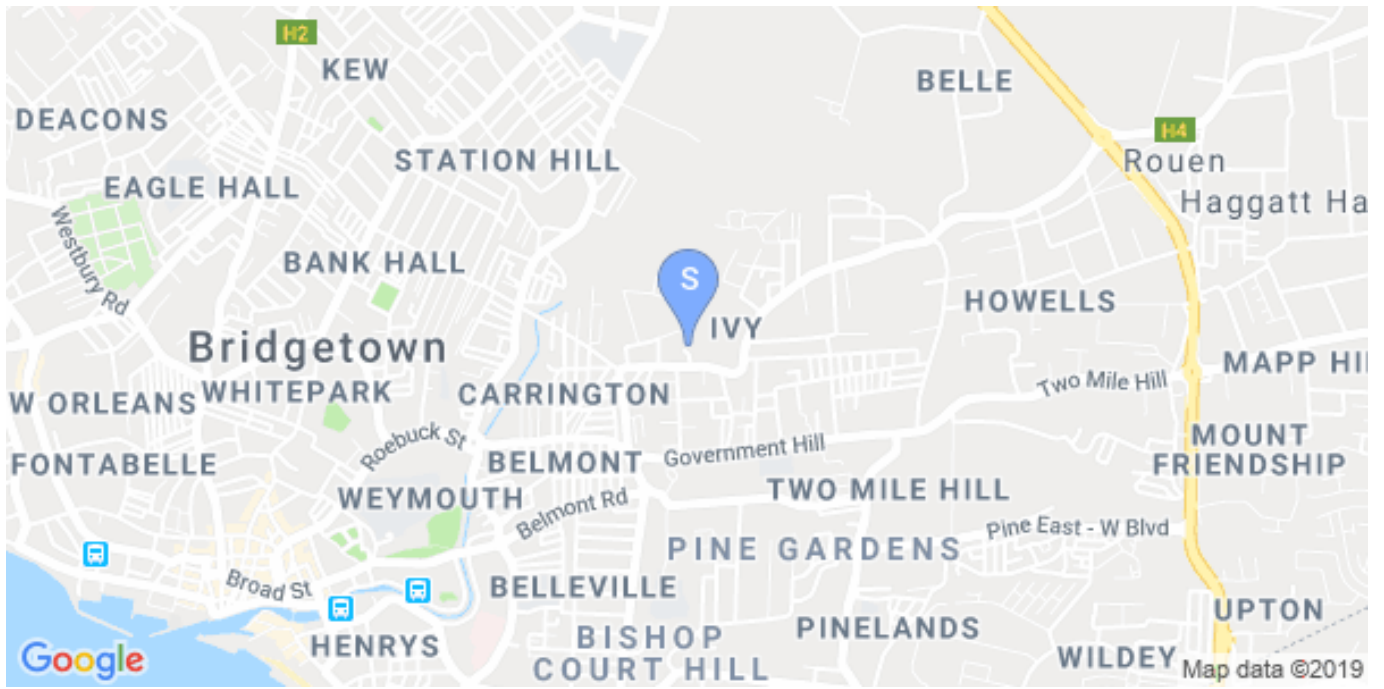 H2
KEW
BELLE
DEACONS
H4
STATION HILL
Rouen
EAGLE HALL
Haggatt Ha
Westbury Rd
BANK HALL
S
HOWELLS
IVY
Bridgetown
MAPP HI
Two Mile Hill
WHITEPARK
CARRINGTON
W ORLEANS
Roebuck St
Government Hill
MOUNT
FRIENDSHIP
FONTABELLE
BELMONT
WEYMOUTH
TWO MILE HILL
Belmont Rd
Pine East - W Blvd
PINE GARDENS
Broad St
BELLEVILLE
UPTON
HENRYS
BISHOP
COURT HILL
PINELANDS
WILDEY
Google
Map data ©2019